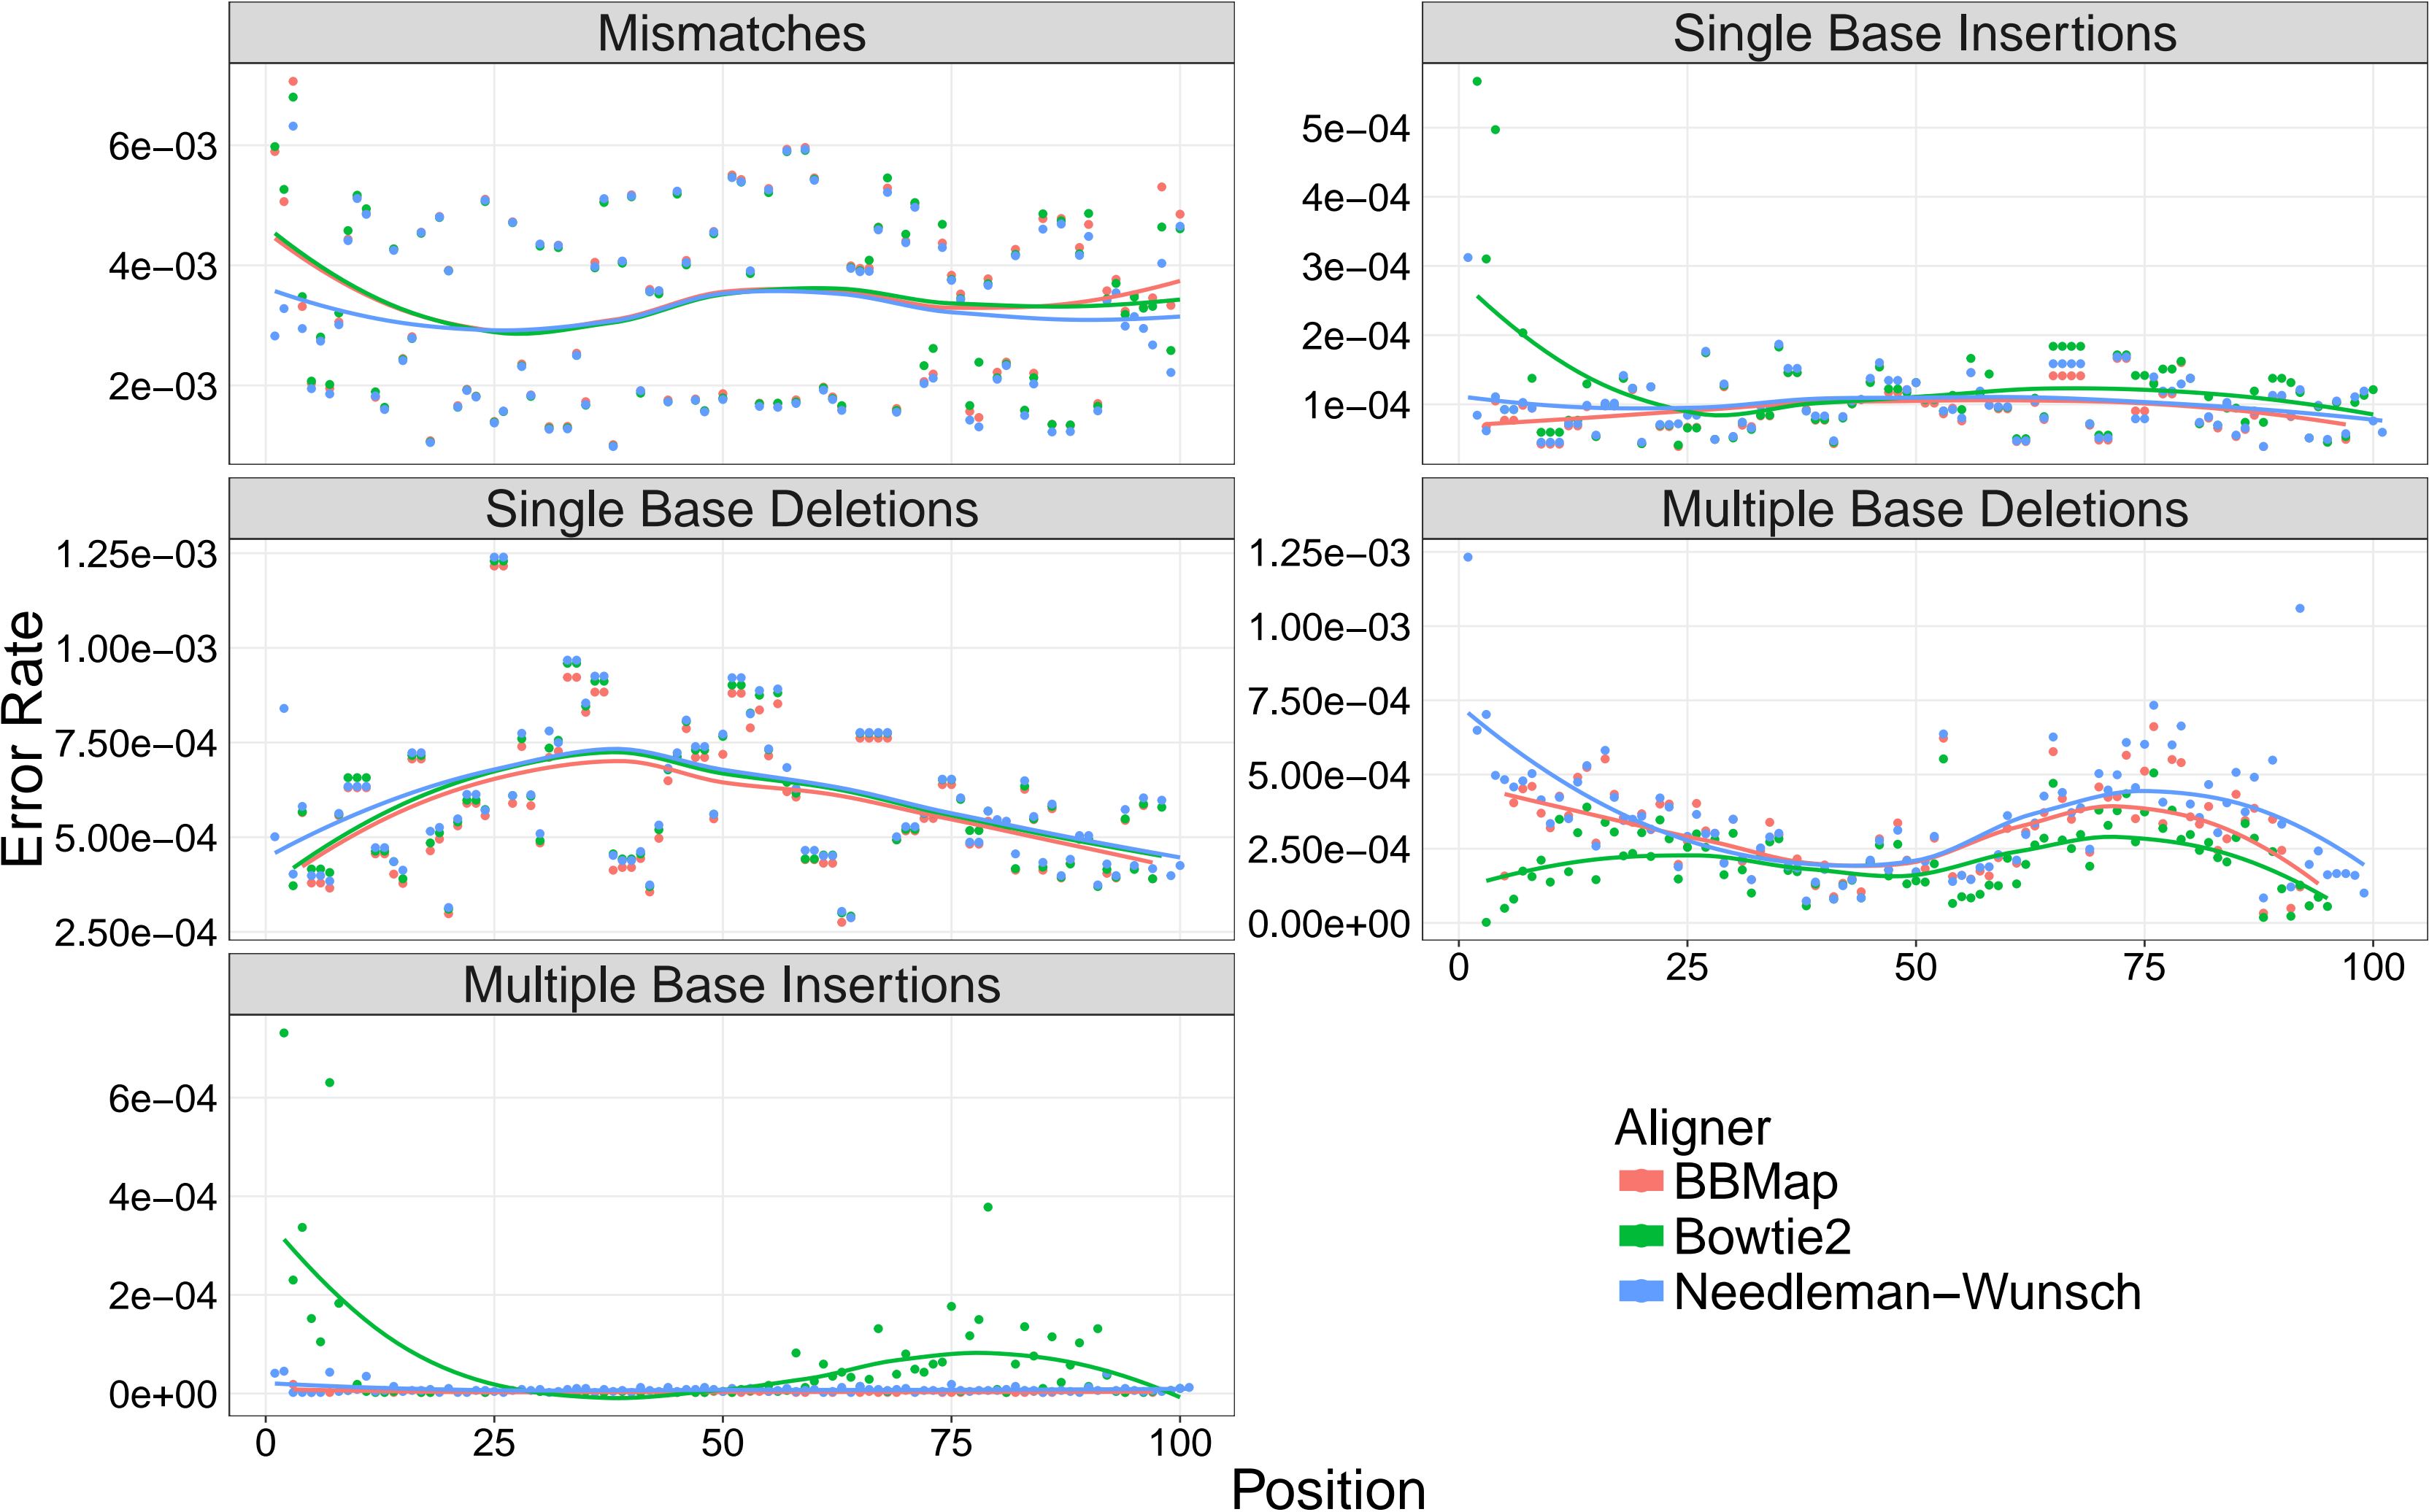 Mismatches
Single Base Insertions
6e−03
4e−03
2e−03
5e−04
4e−04
3e−04
2e−04
1e−04
Single Base Deletions
Multiple Base Deletions
1.25e−03
1.00e−03
7.50e−04
5.00e−04
2.50e−04
1.25e−03
1.00e−03
7.50e−04
5.00e−04
2.50e−04
0.00e+00
0 25 50 75 100
Error Rate
Multiple Base Insertions
6e−04
4e−04
2e−04
0e+00
0 25 50 75 100
Aligner
BBMap
Bowtie2
Needleman−Wunsch
Position